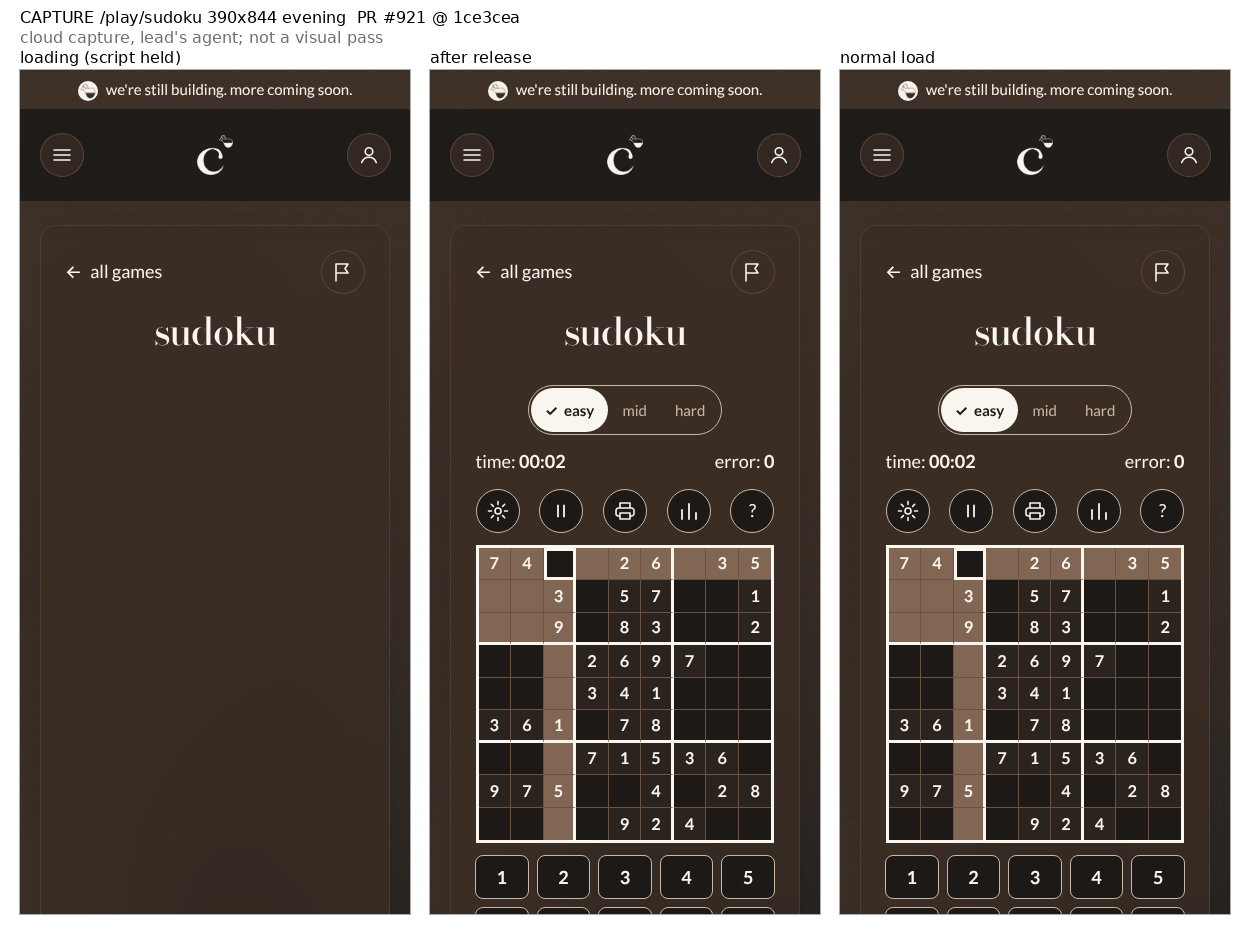 CAPTURE /play/sudoku 390x844 evening  PR #921 @ 1ce3cea
cloud capture, lead's agent; not a visual pass
loading (script held)
we're still building. more coming soon.
c
← all games
sudoku
after release
we're still building. more coming soon.
c
← all games
sudoku
✓ easy mid hard
time: 00:02 error: 0
?
7 4 2 6 3 5
3 5 7 1
9 8 3 2
2 6 9 7
3 4 1
3 6 1 7 8
7 1 5 3 6
9 7 5 4 2 8
9 2 4
1 2 3 4 5
normal load
we're still building. more coming soon.
c
← all games
sudoku
✓ easy mid hard
time: 00:02 error: 0
?
7 4 2 6 3 5
3 5 7 1
9 8 3 2
2 6 9 7
3 4 1
3 6 1 7 8
7 1 5 3 6
9 7 5 4 2 8
9 2 4
1 2 3 4 5